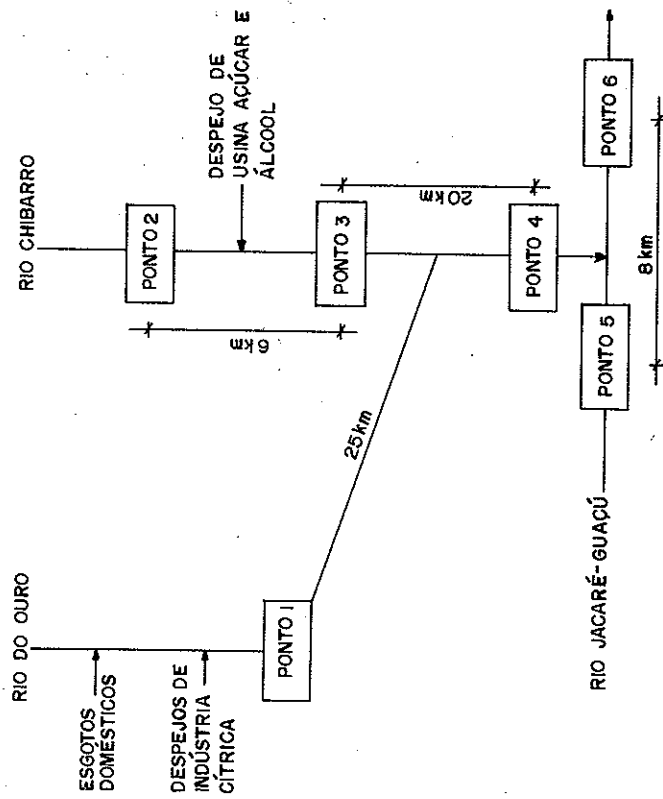 RIO CHIBARRO
PONTO 2
DESPEJO DE
USINA AÇÚCAR E
ÁLCOOL
6 km
PONTO 3
20 km
RIO DO OURO
ESGOTOS
DOMÉSTICOS
DESPEJOS DE
INDÚSTRIA
CÍTRICA
PONTO 1
25 km
PONTO 4
RIO JACARÉ-GUAÇÚ
PONTO 5
PONTO 6
8 km